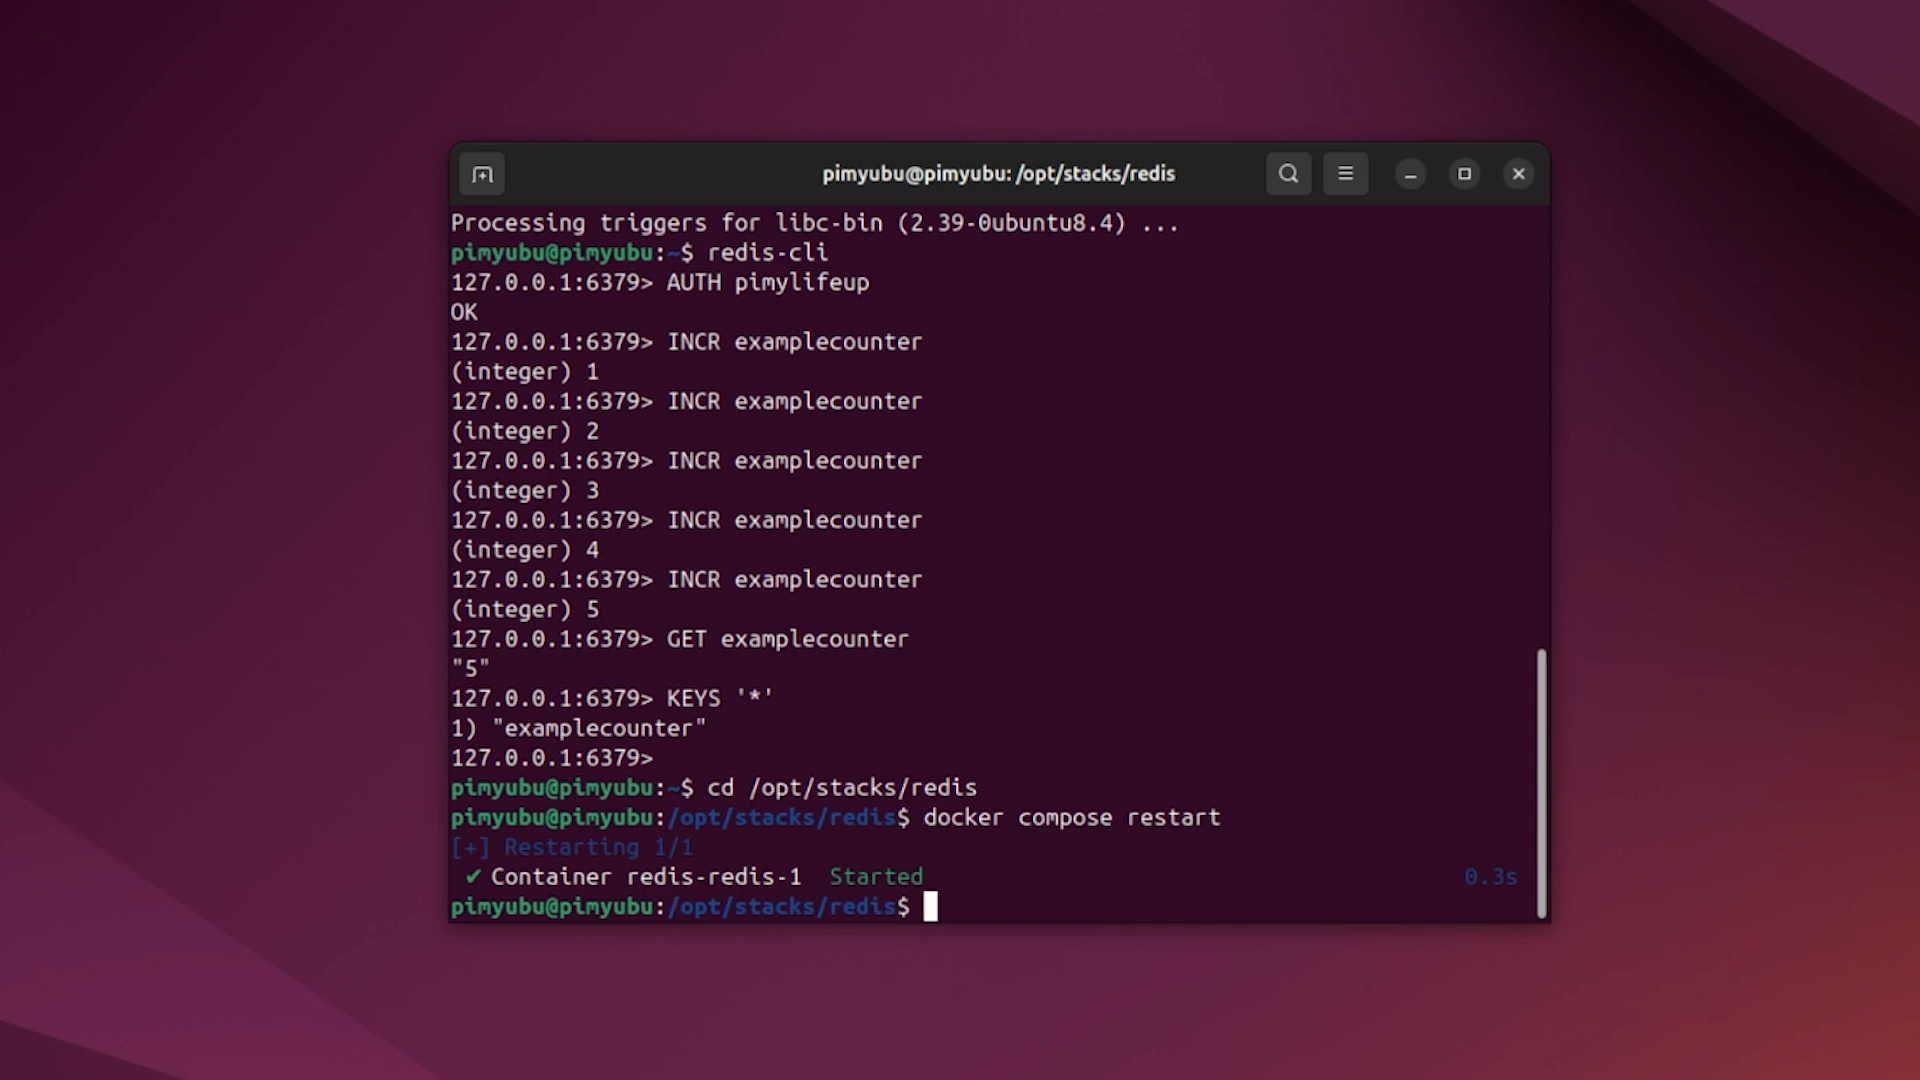 pimyubu@pimyubu: /opt/stacks/redis
Processing triggers for libc-bin (2.39-0ubuntu8.4) ...
pimyubu@pimyubu:~$ redis-cli
127.0.0.1:6379> AUTH pimylifeup
OK
127.0.0.1:6379> INCR examplecounter
(integer) 1
127.0.0.1:6379> INCR examplecounter
(integer) 2
127.0.0.1:6379> INCR examplecounter
(integer) 3
127.0.0.1:6379> INCR examplecounter
(integer) 4
127.0.0.1:6379> INCR examplecounter
(integer) 5
127.0.0.1:6379> GET examplecounter
"5"
127.0.0.1:6379> KEYS '*'
1) "examplecounter"
127.0.0.1:6379>
pimyubu@pimyubu:~$ cd /opt/stacks/redis
pimyubu@pimyubu:/opt/stacks/redis$ docker compose restart
[+] Restarting 1/1
✔ Container redis-redis-1  Started 0.3s
pimyubu@pimyubu:/opt/stacks/redis$